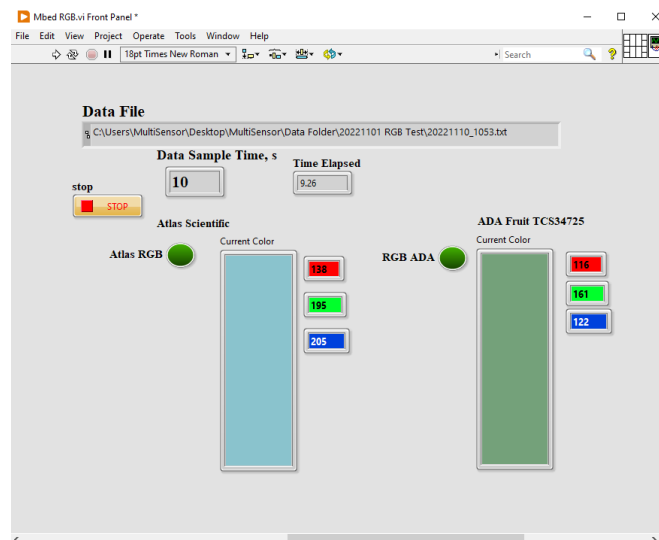 Mbed RGB.vi Front Panel *
File Edit View Project Operate Tools Window Help
18pt Times New Roman
Search
Data File
C:\Users\MultiSensor\Desktop\MultiSensor\Data Folder\20221101 RGB Test\20221110_1053.txt
Data Sample Time, s
Time Elapsed
10
9.26
stop
STOP
Atlas Scientific
ADA Fruit TCS34725
Current Color
Current Color
Atlas RGB
RGB ADA
138
195
205
116
161
122